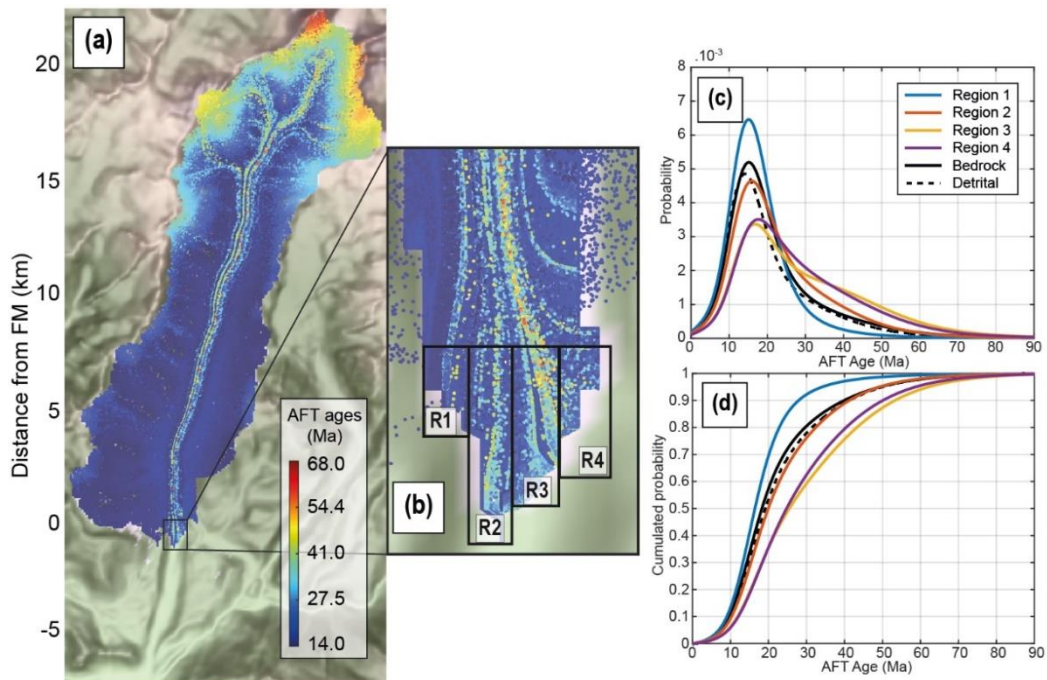 (a)
Distance from FM (km)
20
15
10
5
0
-5
AFT ages
(Ma)
68.0
54.4
41.0
27.5
14.0
(b)
R1
R2
R3
R4
.10⁻³
(c)
Probability
8
7
6
5
4
3
2
1
0
0 10 20 30 40 50 60 70 80 90
AFT Age (Ma)
Region 1
Region 2
Region 3
Region 4
Bedrock
Detrital
(d)
Cumulated probability
1
0.9
0.8
0.7
0.6
0.5
0.4
0.3
0.2
0.1
0
0 10 20 30 40 50 60 70 80 90
AFT Age (Ma)